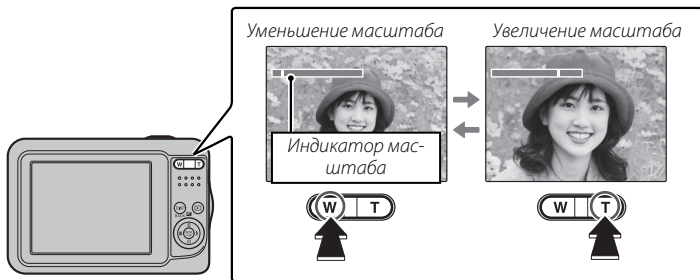 Уменьшение масштаба
Увеличение масштаба
Индикатор мас-
штаба
W T
W T
W T